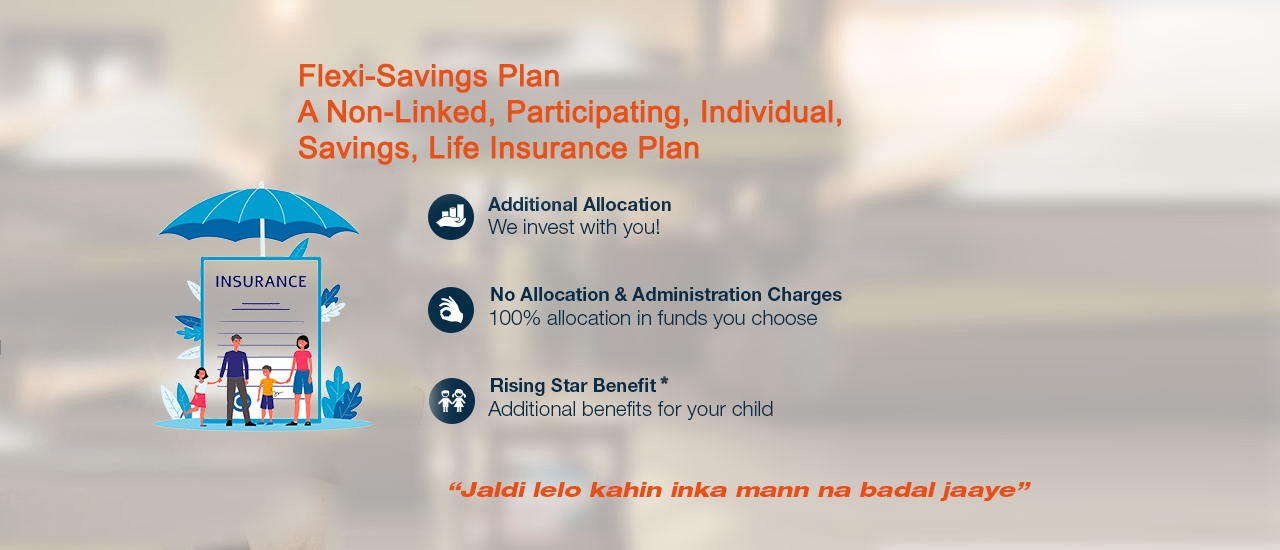 Flexi-Savings Plan
A Non-Linked, Participating, Individual,
Savings, Life Insurance Plan
INSURANCE
Additional Allocation
We invest with you!
No Allocation & Administration Charges
100% allocation in funds you choose
Rising Star Benefit*
Additional benefits for your child
“Jaldi lelo kahin inka mann na badal jaaye”